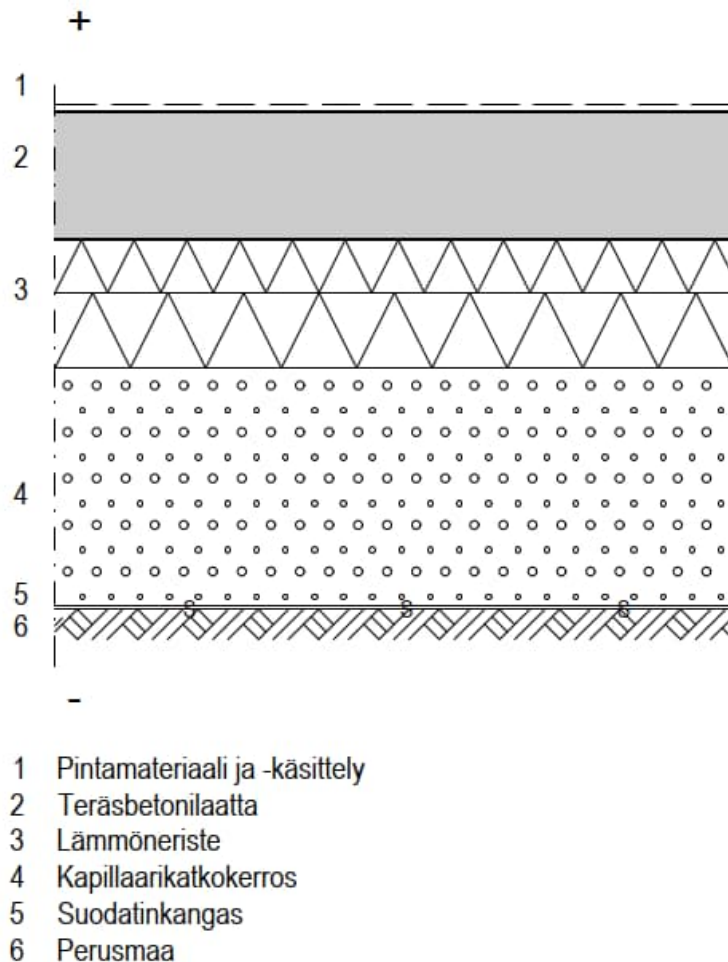 +
1
2
3
4
5
6
-
1 Pintamateriaali ja -käsittely
2 Teräsbetonilaatta
3 Lämmöneriste
4 Kapillaarikatkokerros
5 Suodatinkangas
6 Perusmaa